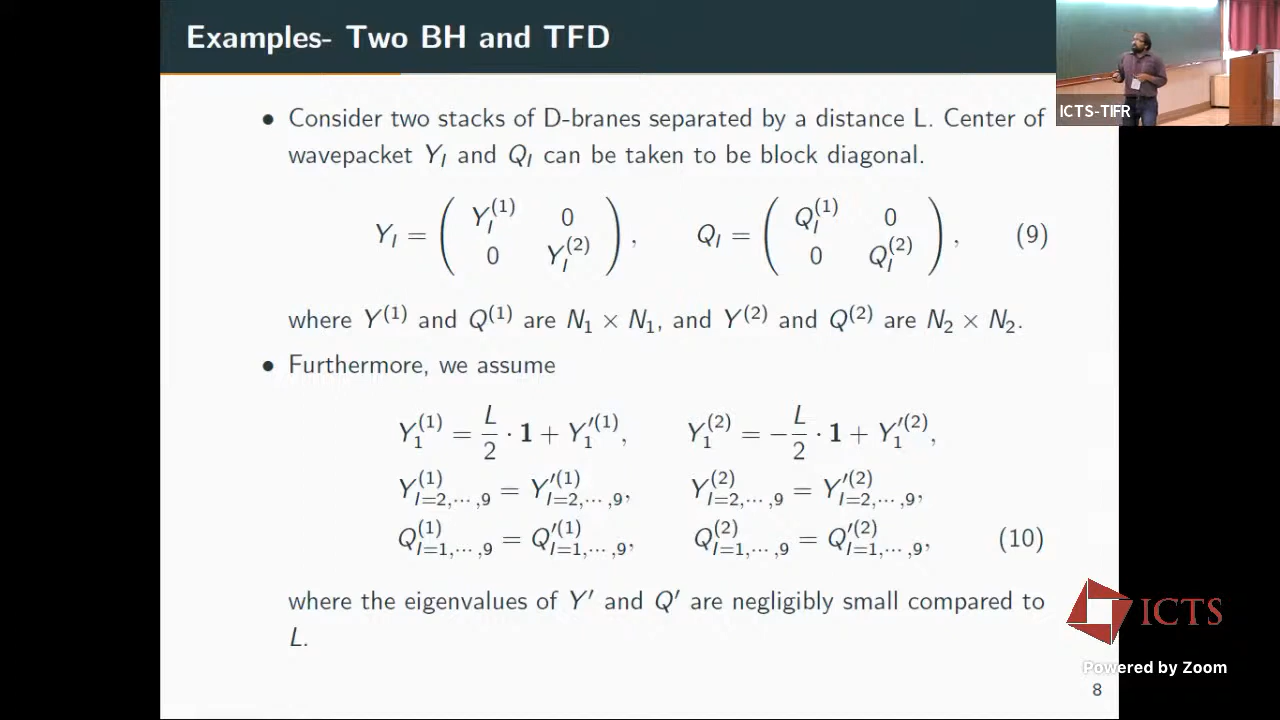 Examples- Two BH and TFD
ICTS-TIFR
• Consider two stacks of D-branes separated by a distance L. Center of
wavepacket Y_I and Q_I can be taken to be block diagonal.
Y_I = ( Y_I^(1) 0 ; 0 Y_I^(2) ), Q_I = ( Q_I^(1) 0 ; 0 Q_I^(2) ), (9)
where Y^(1) and Q^(1) are N_1 × N_1, and Y^(2) and Q^(2) are N_2 × N_2.
• Furthermore, we assume
Y_1^(1) = L/2 · 1 + Y_1^′(1), Y_1^(2) = −L/2 · 1 + Y_1^′(2),
Y_{I=2,⋯,9}^(1) = Y_{I=2,⋯,9}^′(1), Y_{I=2,⋯,9}^(2) = Y_{I=2,⋯,9}^′(2),
Q_{I=1,⋯,9}^(1) = Q_{I=1,⋯,9}^′(1), Q_{I=1,⋯,9}^(2) = Q_{I=1,⋯,9}^′(2), (10)
where the eigenvalues of Y′ and Q′ are negligibly small compared to
L.
ICTS
Powered by Zoom
8